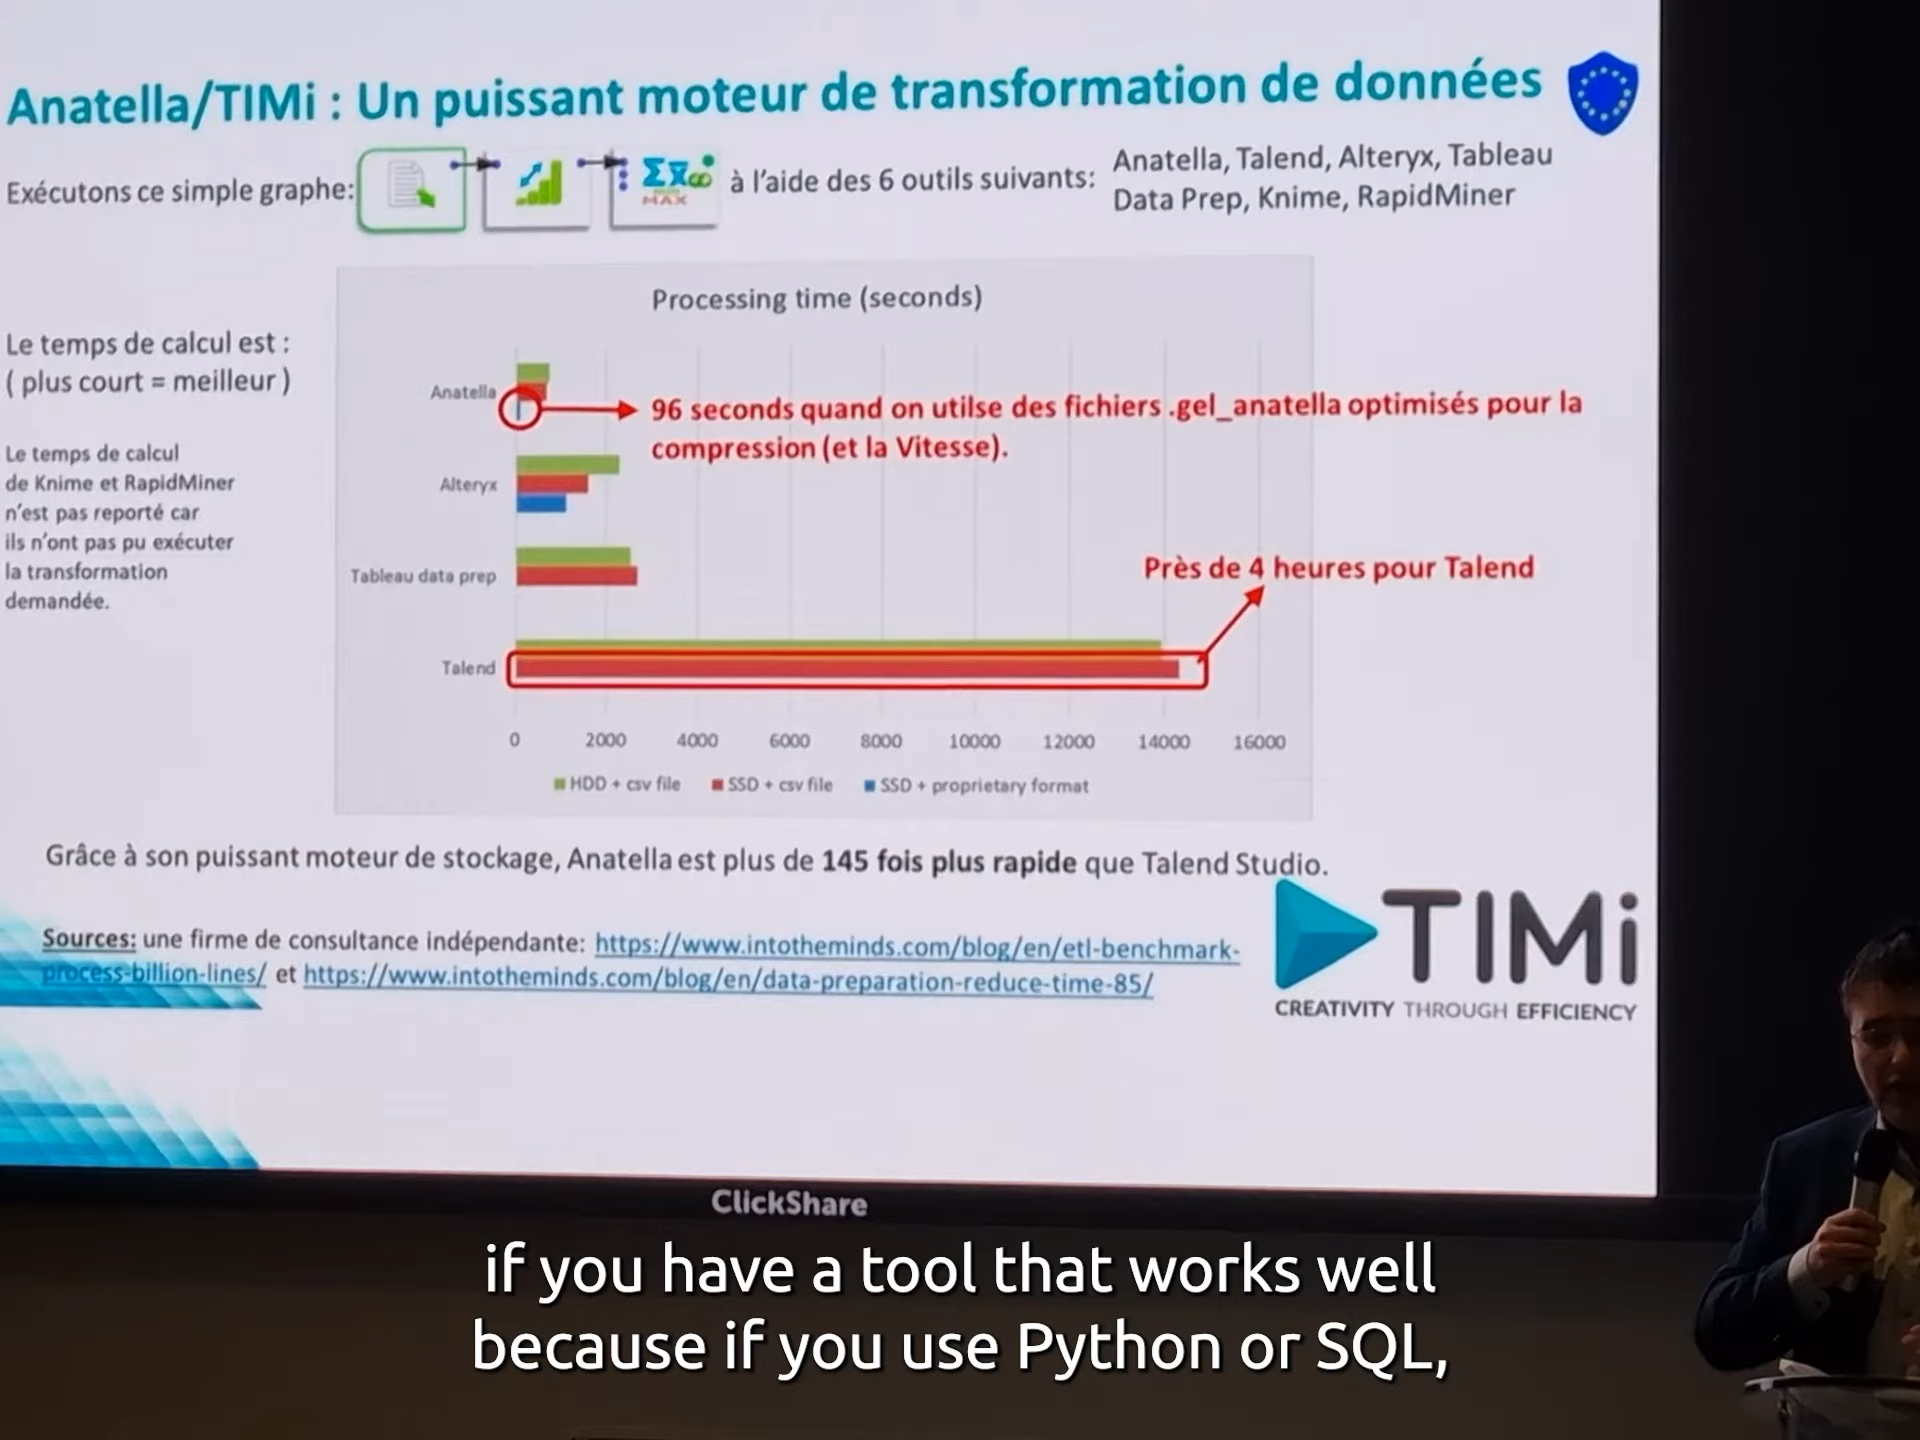 Anatella/TIMi : Un puissant moteur de transformation de données
Exécutons ce simple graphe:
ΣX̅∞
MAX
à l'aide des 6 outils suivants:
Anatella, Talend, Alteryx, Tableau
Data Prep, Knime, RapidMiner
Le temps de calcul est :
( plus court = meilleur )
Le temps de calcul
de Knime et RapidMiner
n'est pas reporté car
ils n'ont pas pu exécuter
la transformation
demandée.
Processing time (seconds)
Anatella
96 seconds quand on utilse des fichiers .gel_anatella optimisés pour la
compression (et la Vitesse).
Alteryx
Tableau data prep
Près de 4 heures pour Talend
Talend
0 2000 4000 6000 8000 10000 12000 14000 16000
HDD + csv file SSD + csv file SSD + proprietary format
Grâce à son puissant moteur de stockage, Anatella est plus de 145 fois plus rapide que Talend Studio.
Sources: une firme de consultance indépendante: https://www.intotheminds.com/blog/en/etl-benchmark-
process-billion-lines/ et https://www.intotheminds.com/blog/en/data-preparation-reduce-time-85/
TIMi
CREATIVITY THROUGH EFFICIENCY
ClickShare
if you have a tool that works well
because if you use Python or SQL,